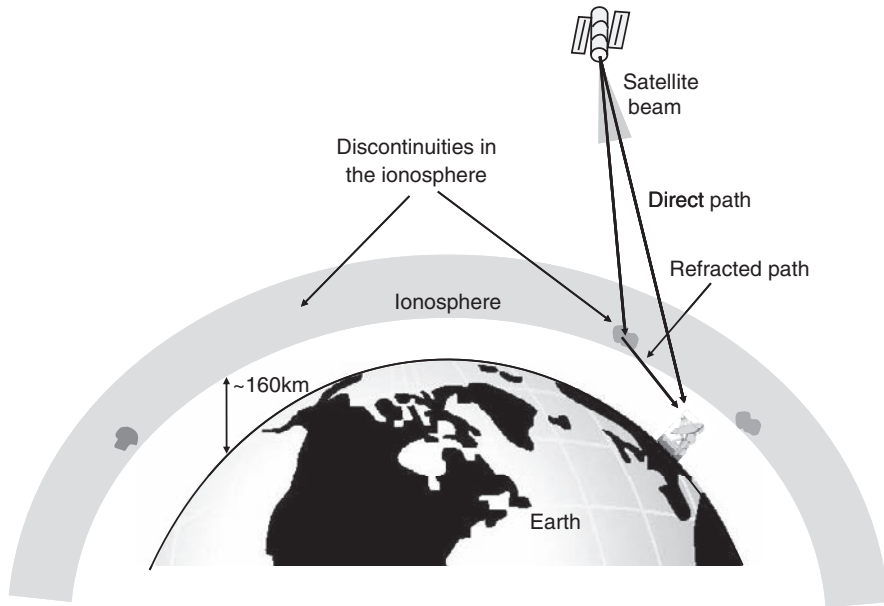 Satellite
beam
Discontinuities in
the ionosphere
Direct path
Refracted path
Ionosphere
~160km
Earth